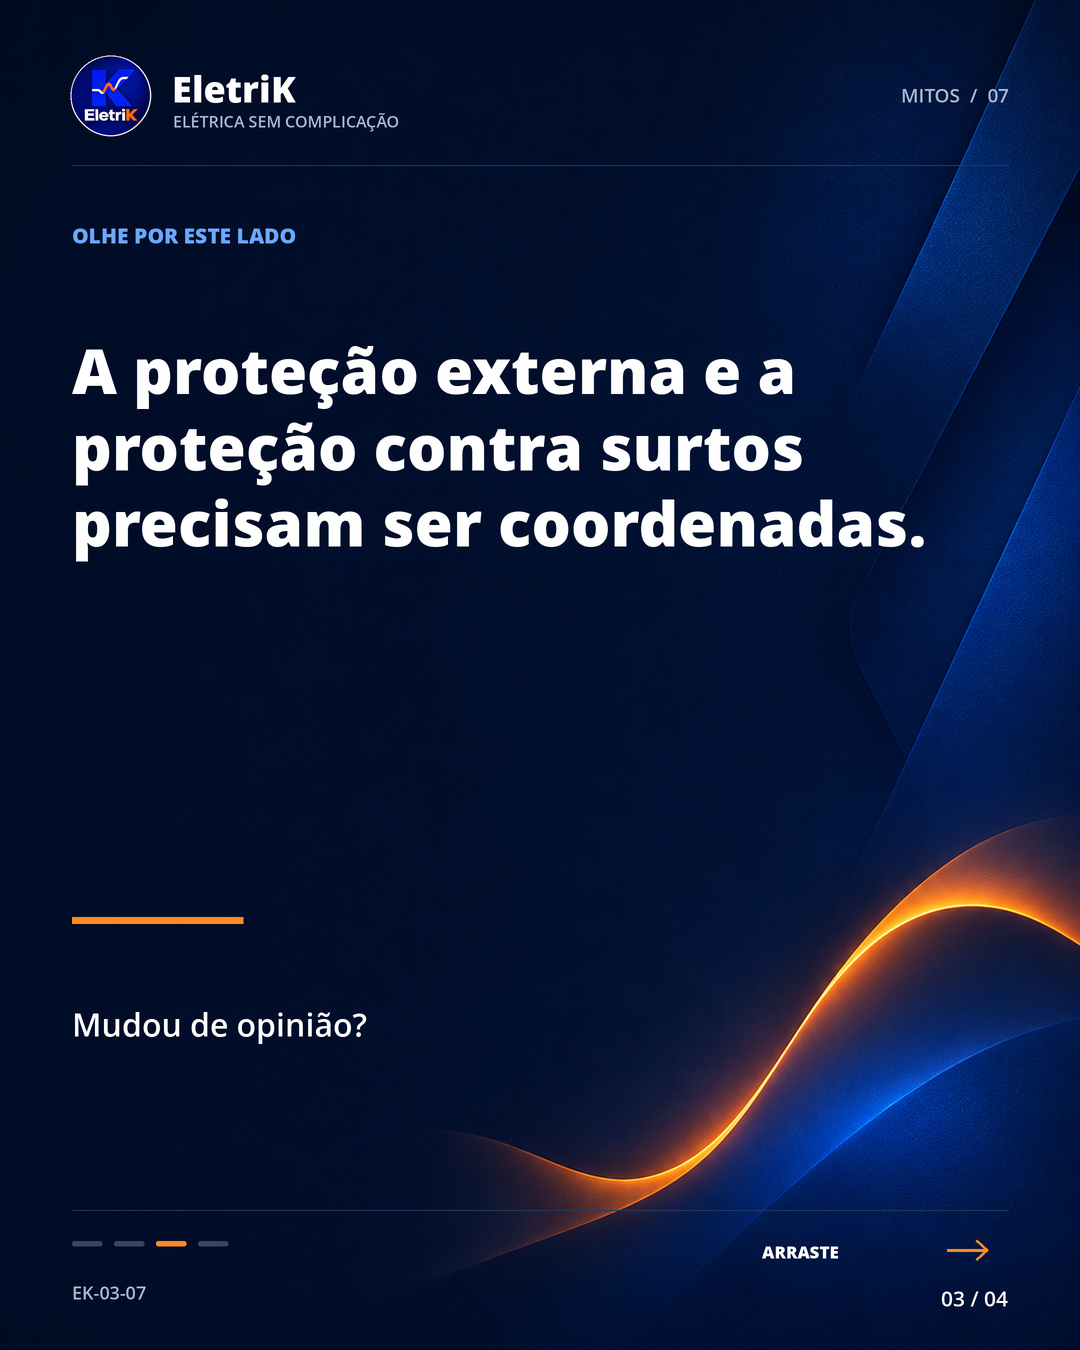 EletriK
EletriK
ELÉTRICA SEM COMPLICAÇÃO
MITOS / 07
OLHE POR ESTE LADO
A proteção externa e a
proteção contra surtos
precisam ser coordenadas.
Mudou de opinião?
ARRASTE
EK-03-07
03 / 04